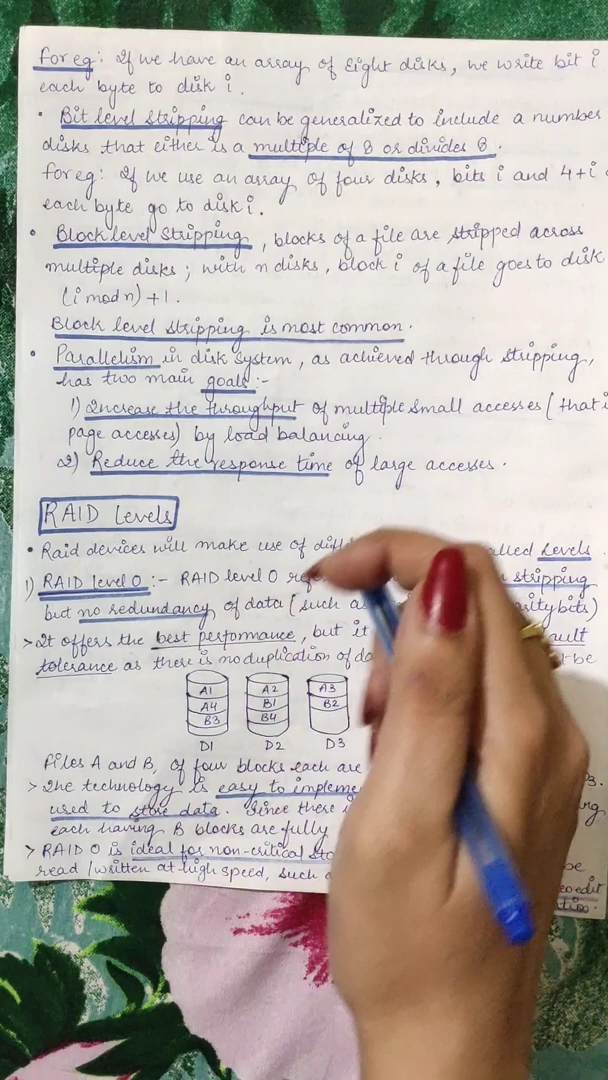 For eg: If we have an array of Eight disks, we write bit i
each byte to disk i.
• Bit level stripping can be generalized to include a number
disks that either is a multiple of 8 or divides 8.
For eg: If we use an array of four disks, bits i and 4+i
each byte go to disk i.
• Block level stripping, blocks of a file are stripped across
multiple disks; with n disks, block i of a file goes to disk
(i mod n) + 1.
Block level stripping is most common.
• Parallelism in disk system, as achieved through stripping,
has two main goals:-
1) Increase the throughput of multiple small accesses (that i
page accesses) by load balancing.
2) Reduce the response time of large accesses.
RAID Levels
• Raid devices will make use of alled Levels.
1) RAID level 0 :- RAID level 0 stripping
but no redundancy of data (such as parity bits)
> It offers the best performance, but it ault
tolerance as there is no duplication of be
A1 A2 A3
A4 B1 B2
B3 B4
D1 D2 D3
Files A and B, of four blocks each are
> The technology is easy to
used to store data. Since there
each having B blocks are fully
> RAID 0 is ideal for non-critical be
read/written at high speed, such